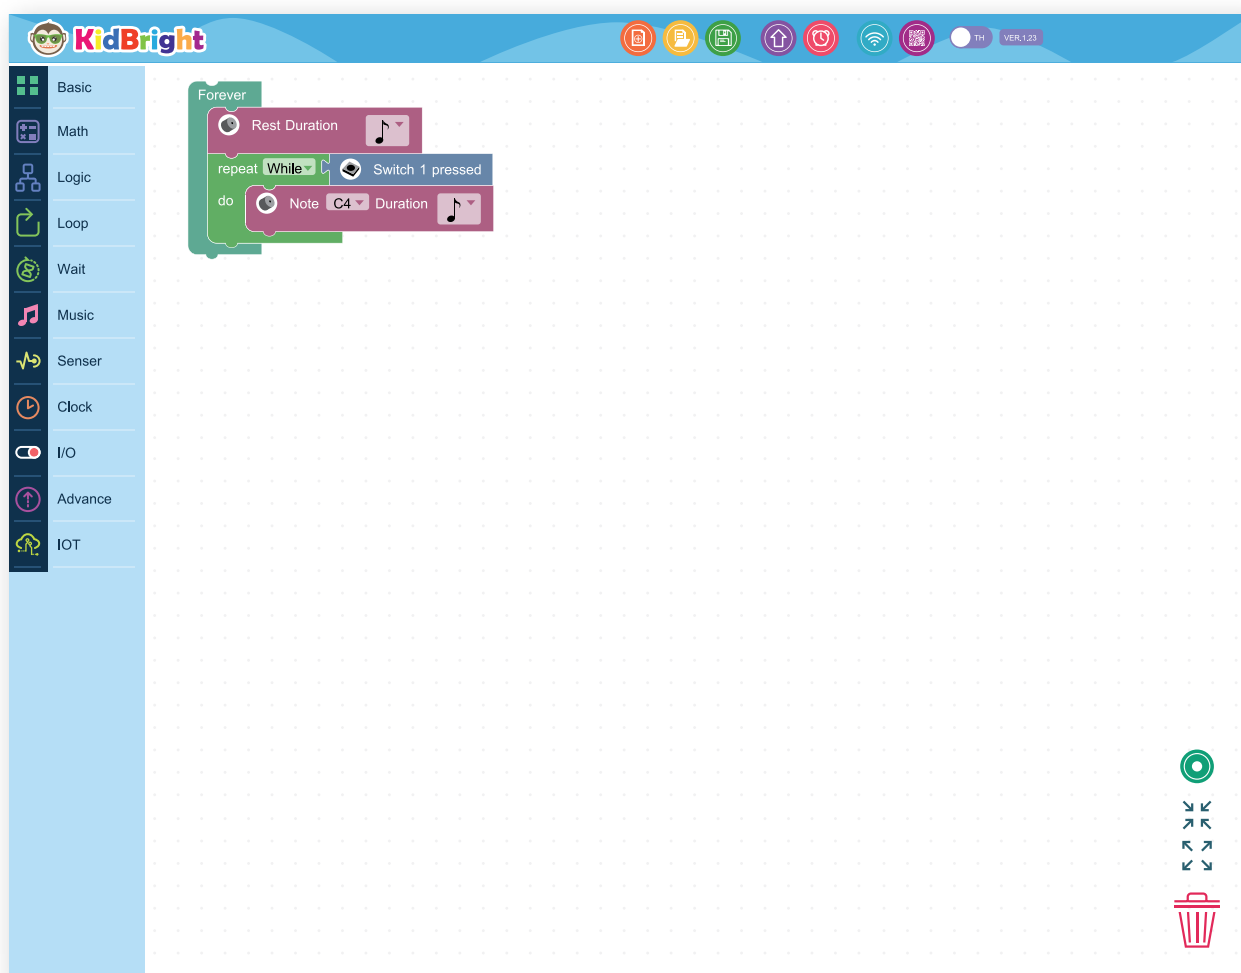 KidBright
TH
VER,1,23
Basic
Math
Logic
Loop
Wait
Music
Senser
Clock
I/O
Advance
IOT
Forever
Rest Duration
repeat While Switch 1 pressed
do Note C4 Duration